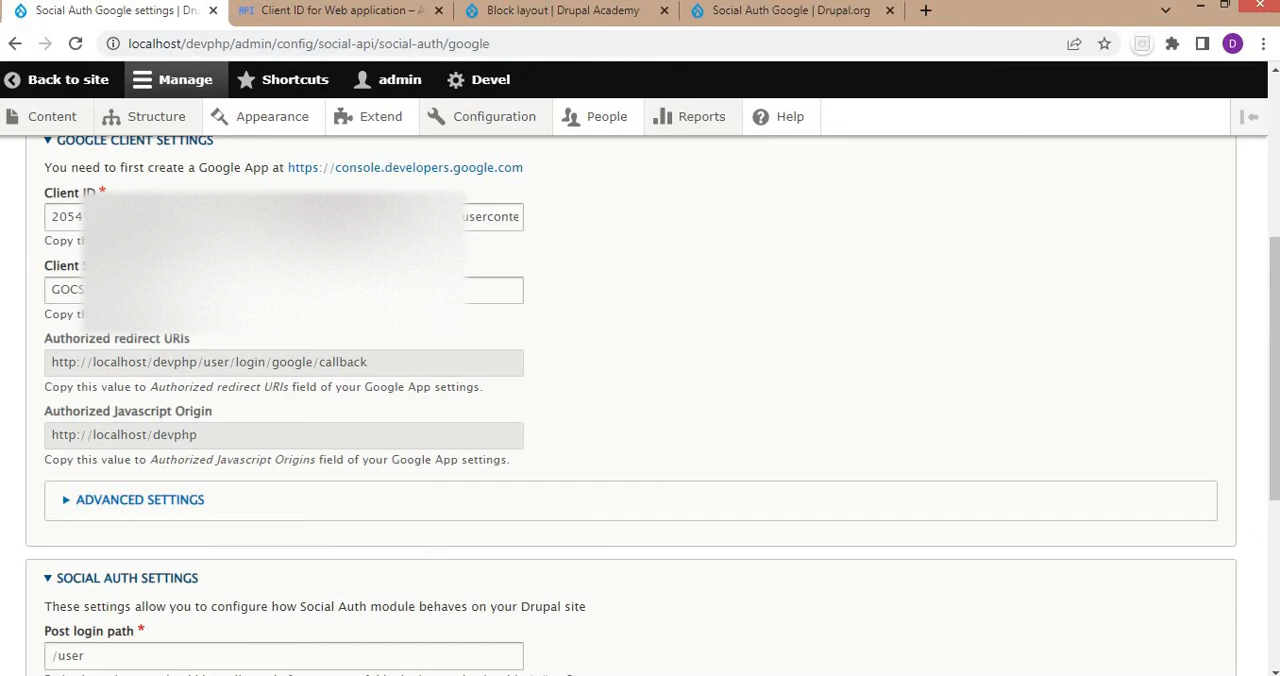 Social Auth Google settings | Dru
Client ID for Web application – A
Block layout | Drupal Academy
Social Auth Google | Drupal.org
localhost/devphp/admin/config/social-api/social-auth/google
D
Back to site
Manage
Shortcuts
admin
Devel
Content
Structure
Appearance
Extend
Configuration
People
Reports
Help
GOOGLE CLIENT SETTINGS
You need to first create a Google App at https://console.developers.google.com
Client ID *
2054 userconte
Copy th
Client S
GOCS
Copy th
Authorized redirect URIs
http://localhost/devphp/user/login/google/callback
Copy this value to Authorized redirect URIs field of your Google App settings.
Authorized Javascript Origin
http://localhost/devphp
Copy this value to Authorized Javascript Origins field of your Google App settings.
ADVANCED SETTINGS
SOCIAL AUTH SETTINGS
These settings allow you to configure how Social Auth module behaves on your Drupal site
Post login path *
/user